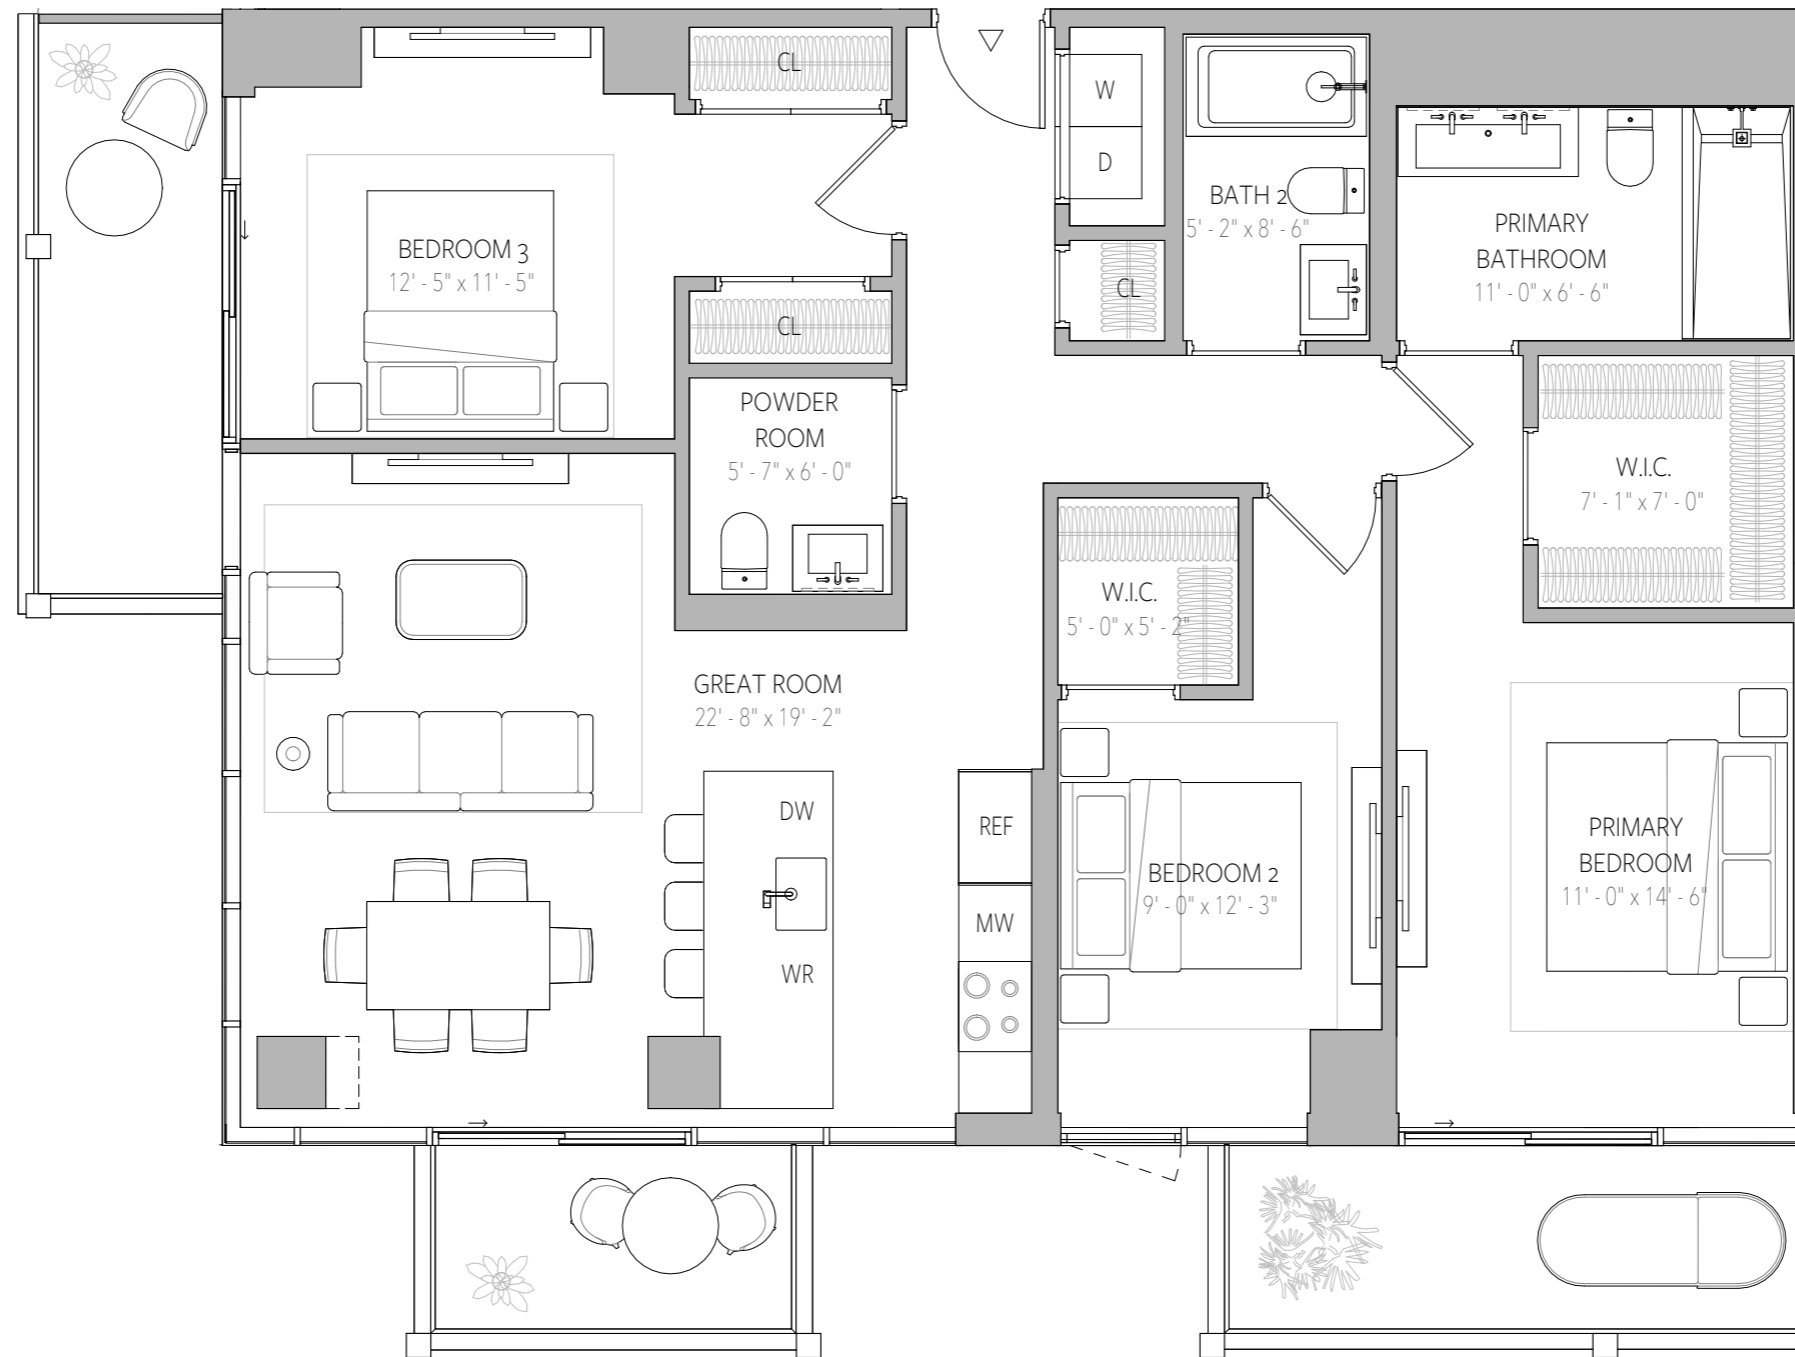 CL
W
D
BATH 2
5' - 2" x 8' - 6"
PRIMARY
BATHROOM
11' - 0" x 6' - 6"
BEDROOM 3
12' - 5" x 11' - 5"
CL
CL
POWDER
ROOM
5' - 7" x 6' - 0"
W.I.C.
7' - 1" x 7' - 0"
W.I.C.
5' - 0" x 5' - 2"
GREAT ROOM
22' - 8" x 19' - 2"
DW
REF
PRIMARY
BEDROOM
11' - 0" x 14' - 6"
BEDROOM 2
9' - 0" x 12' - 3"
MW
WR